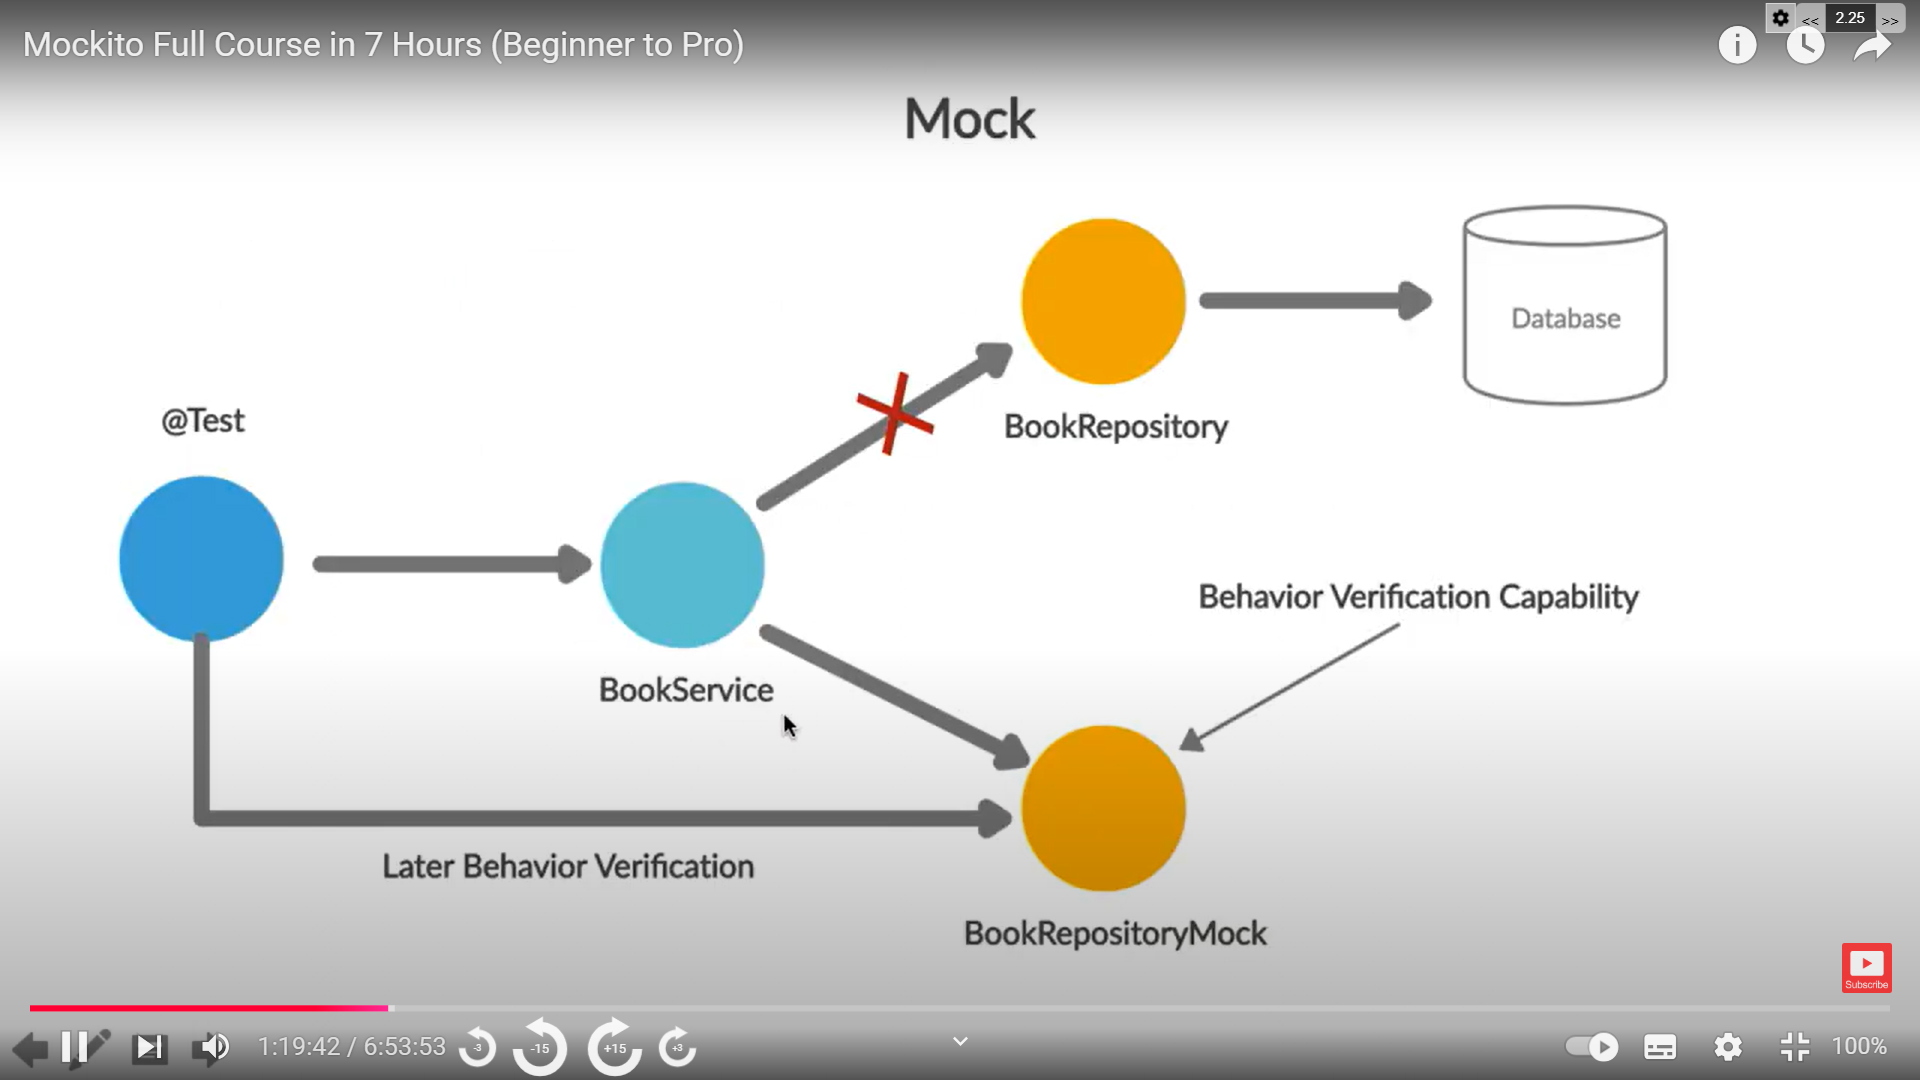 2.25
<< >>
Mockito Full Course in 7 Hours (Beginner to Pro)
Mock
Database
@Test
BookRepository
Behavior Verification Capability
BookService
Later Behavior Verification
BookRepositoryMock
Subscribe
1:19:42 / 6:53:53
-3
-15
+15
+3
100%